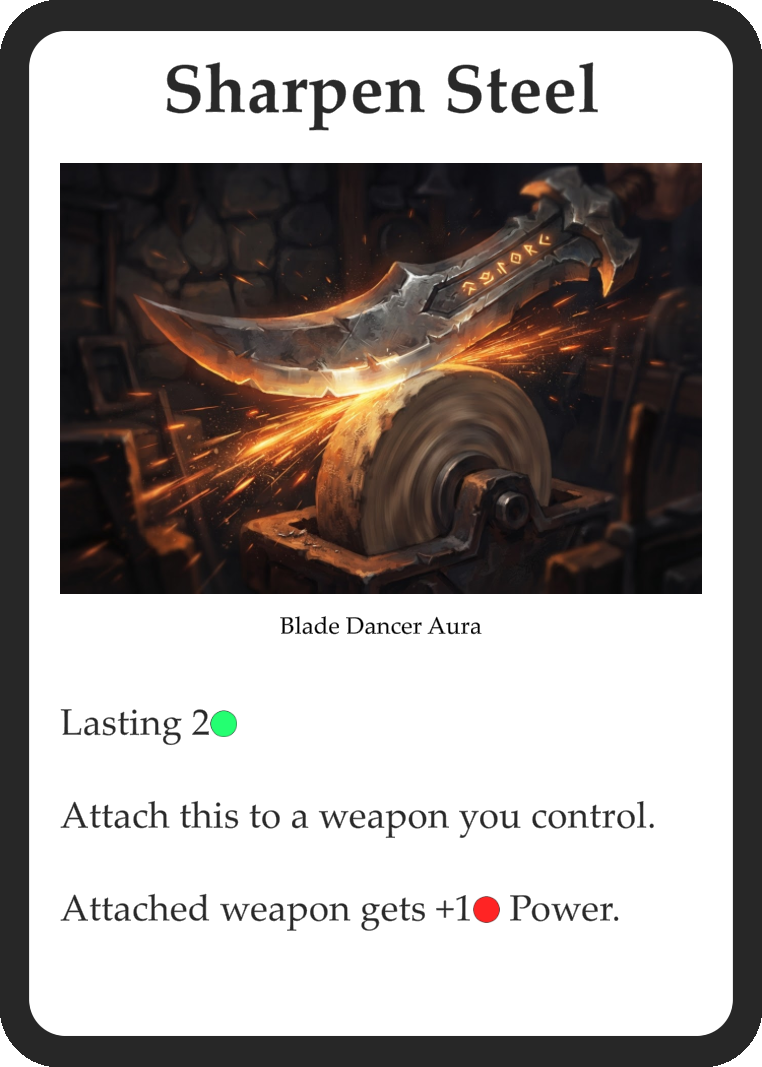 Sharpen Steel
Blade Dancer Aura
Lasting 2
Attach this to a weapon you control.
Attached weapon gets +1 Power.